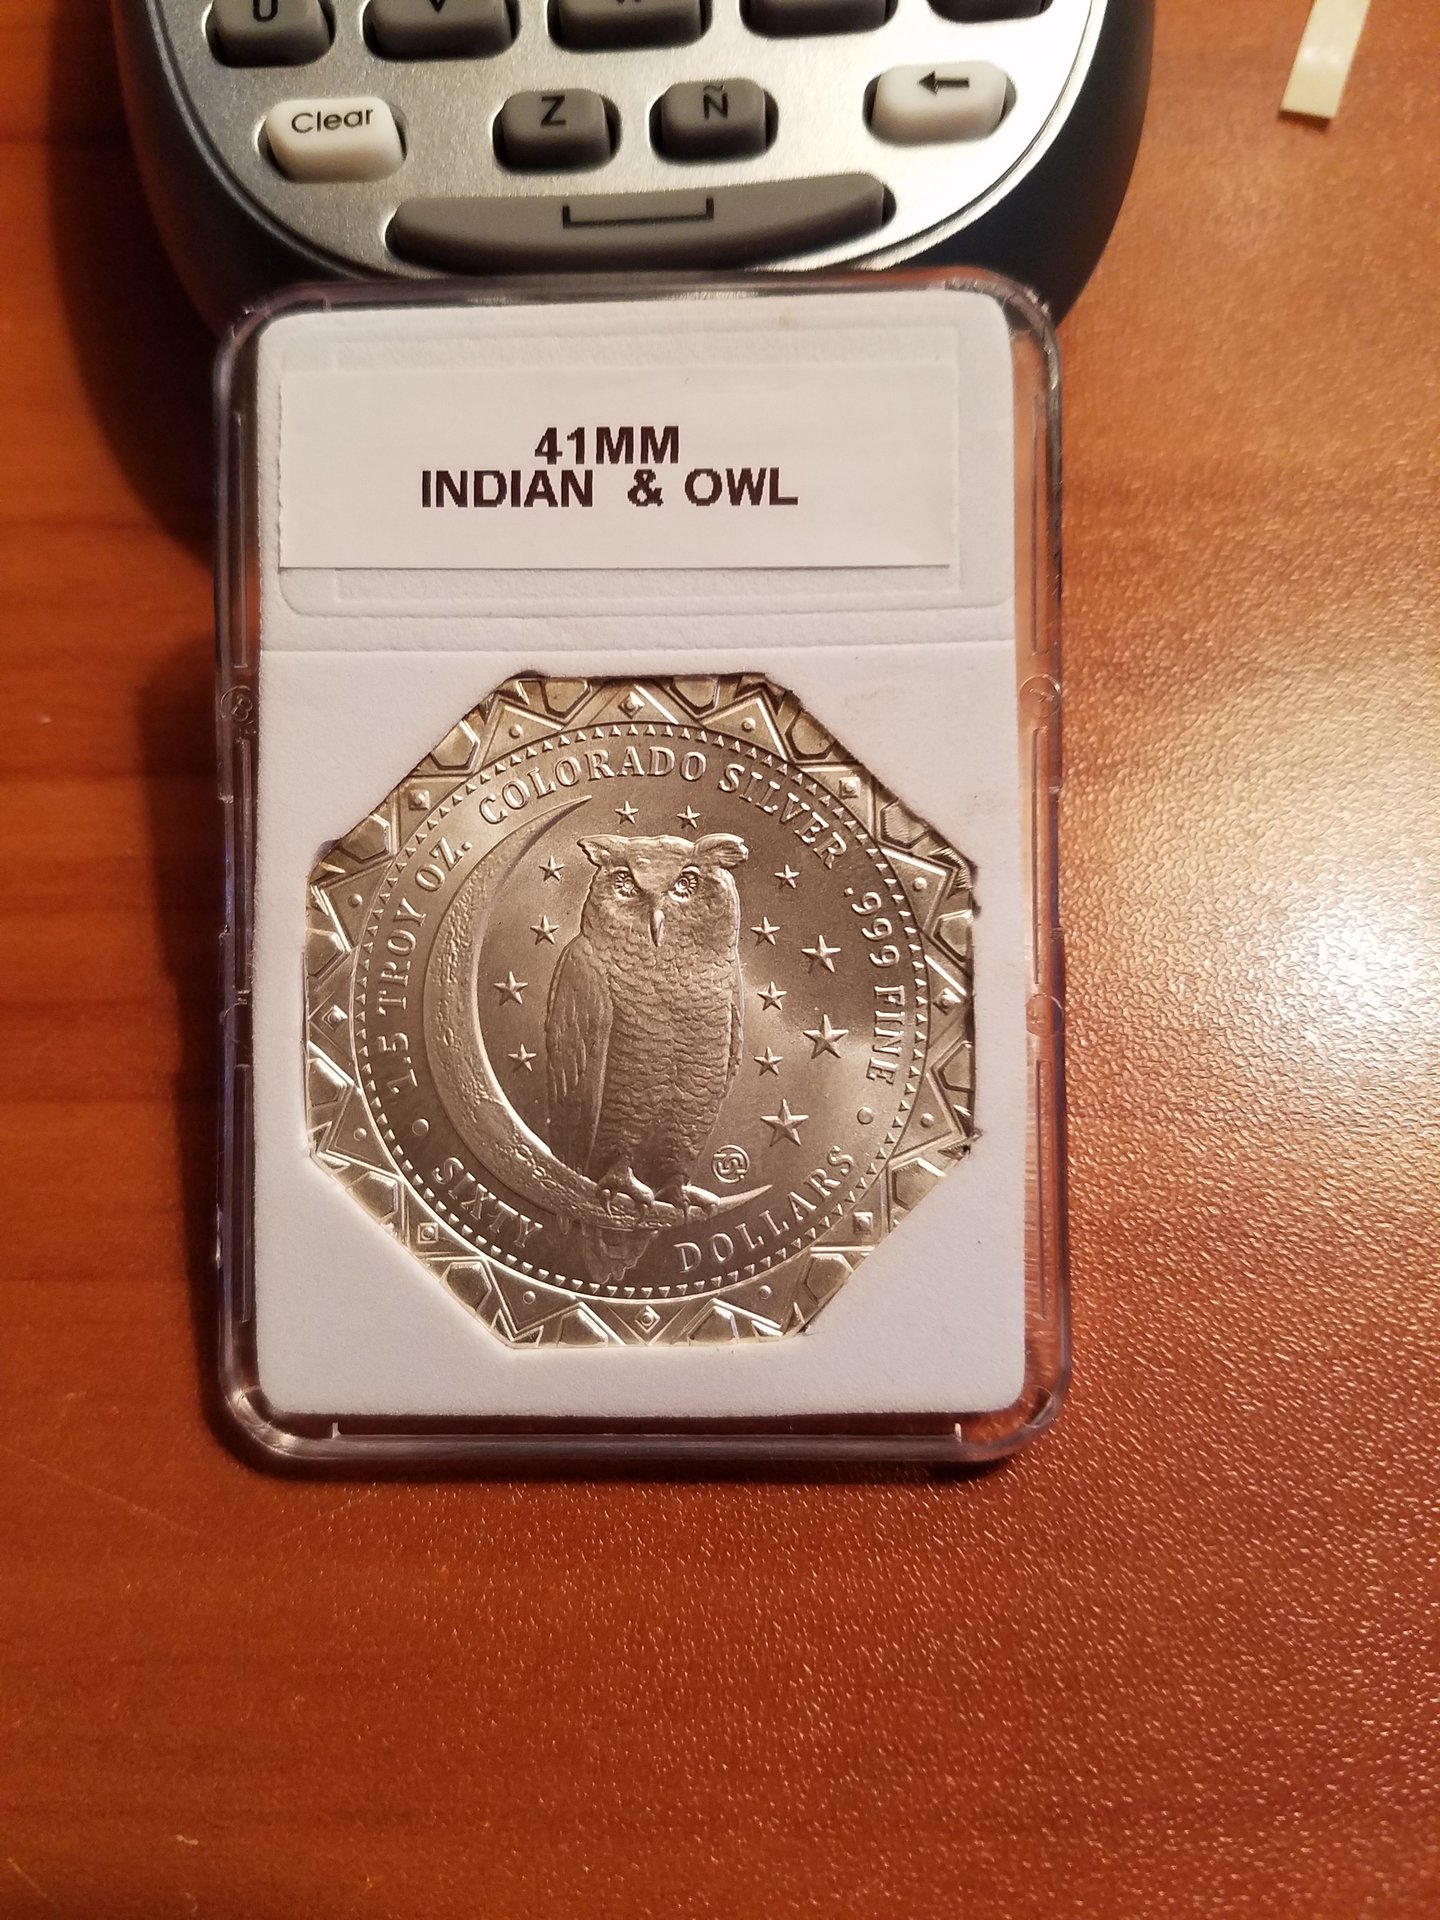 Clear
Z
Ñ
←
41MM
INDIAN & OWL
1.5 TROY OZ. COLORADO SILVER .999 FINE
SIXTY DOLLARS